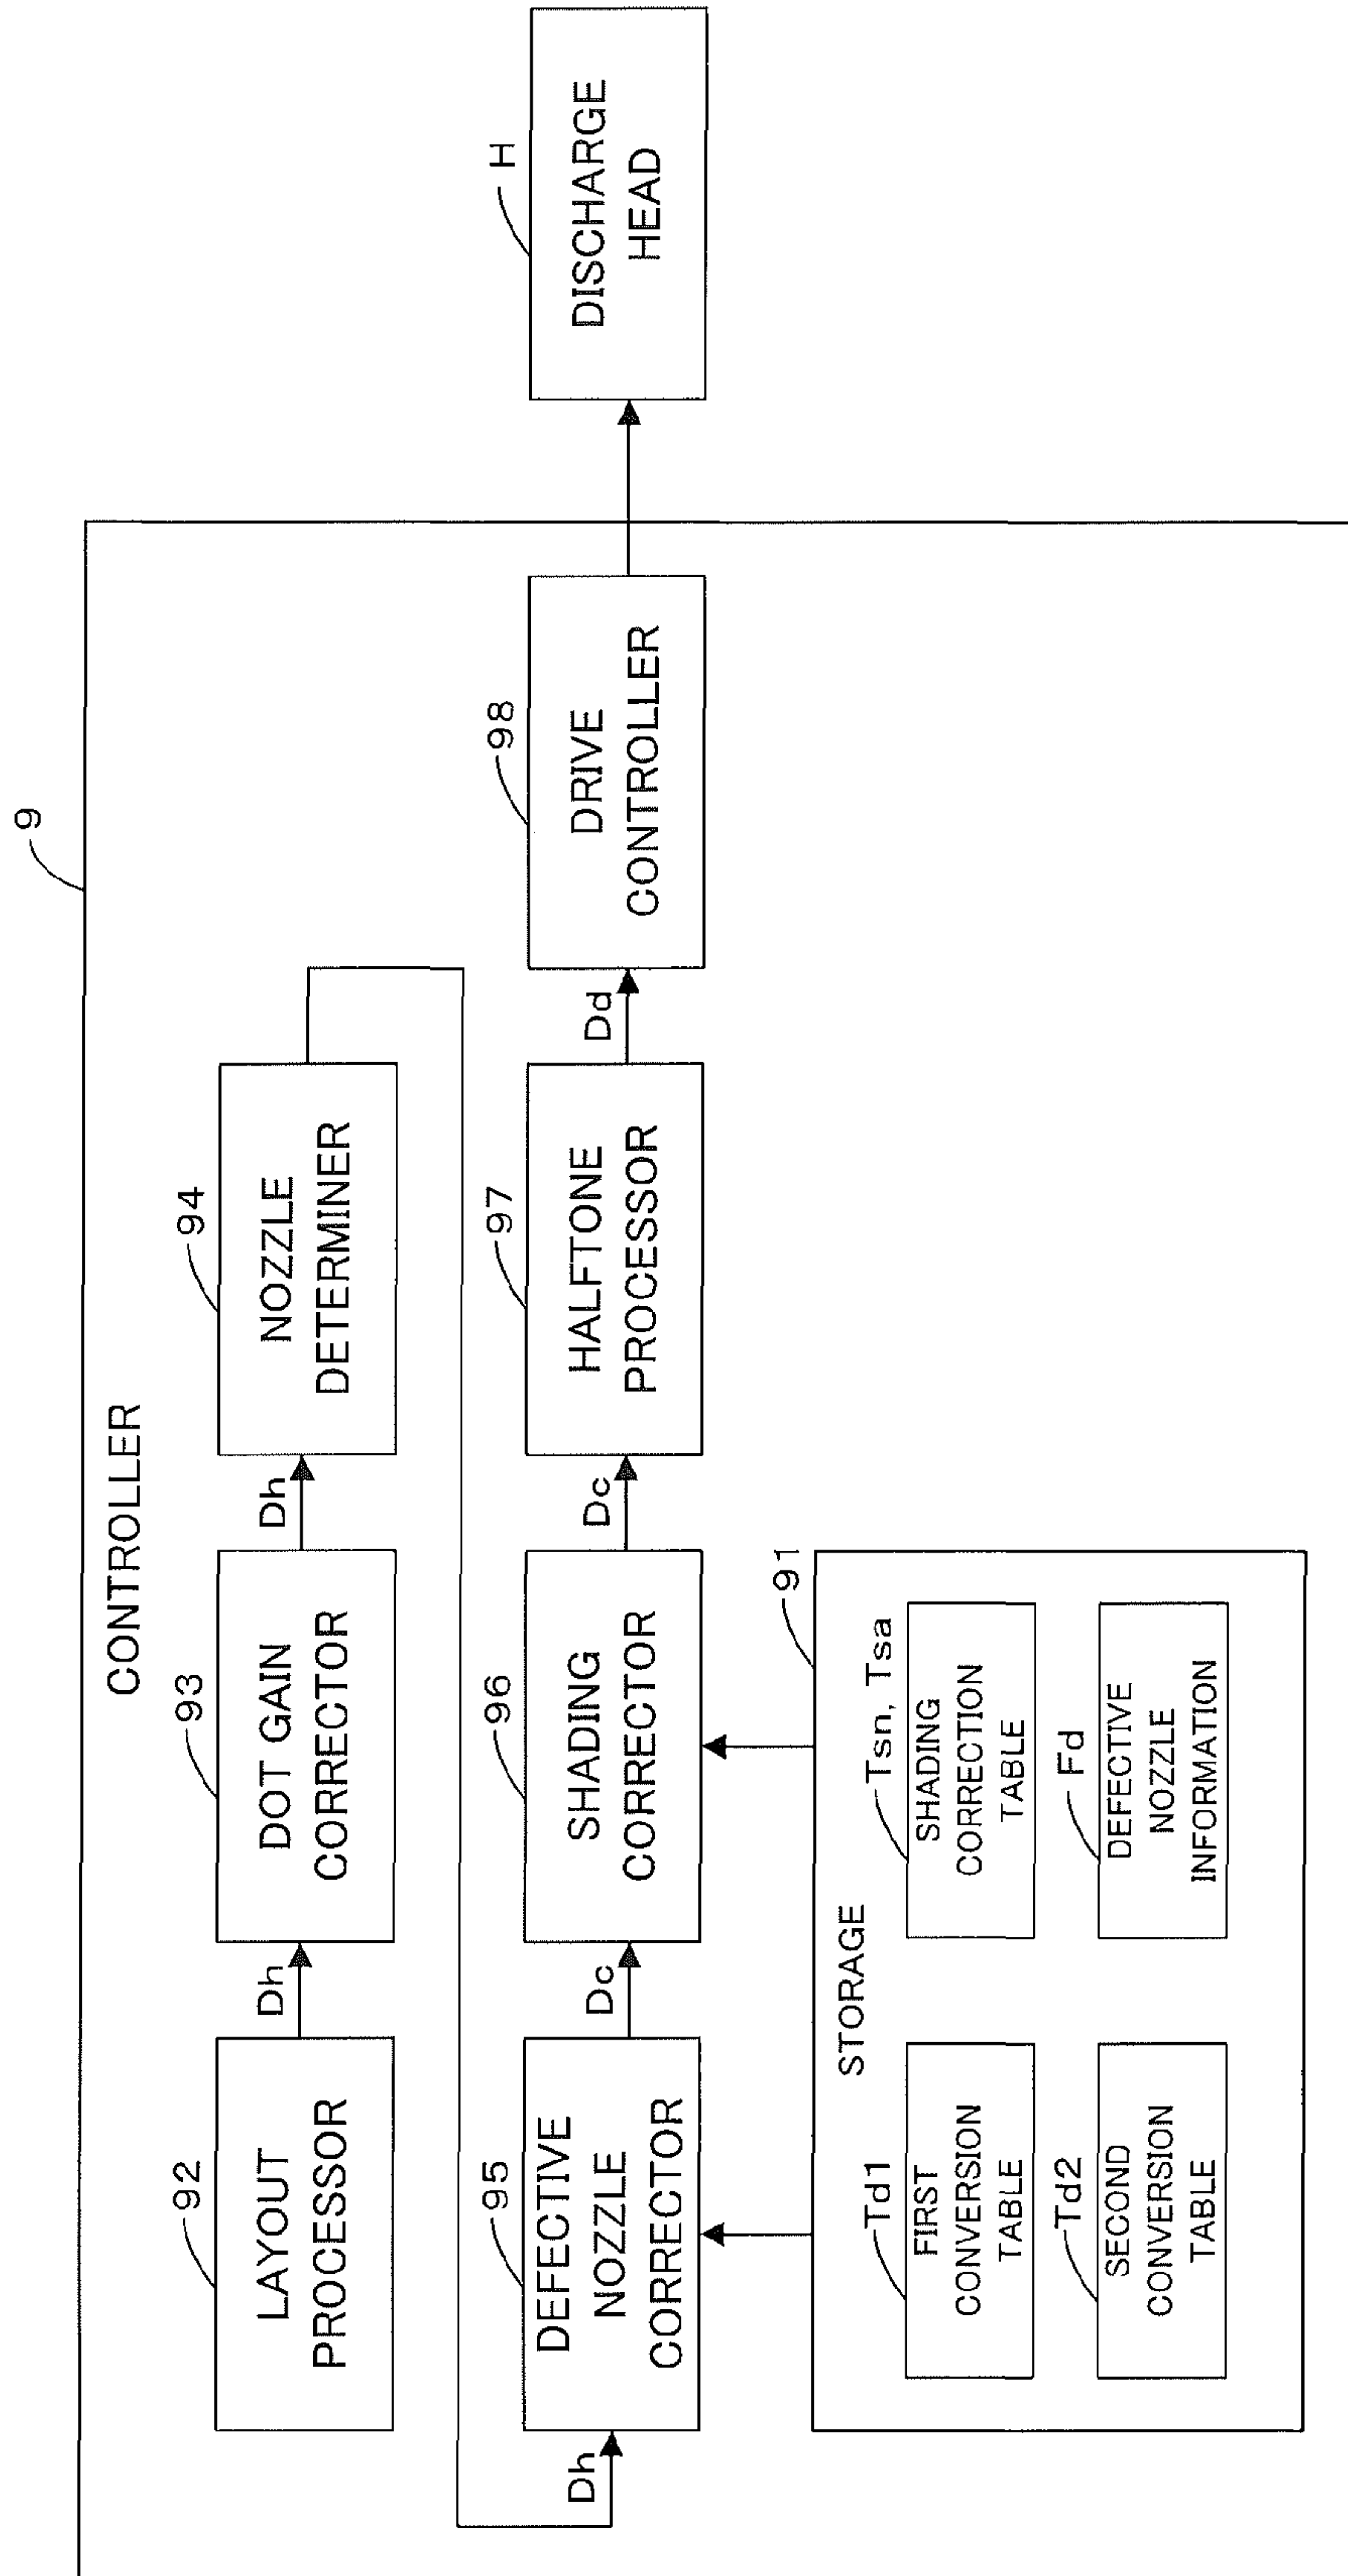 9
CONTROLLER
92
LAYOUT
PROCESSOR
Dh
93
DOT GAIN
CORRECTOR
Dh
94
NOZZLE
DETERMINER
Dh
95
DEFECTIVE
NOZZLE
CORRECTOR
Dc
96
SHADING
CORRECTOR
Dc
97
HALFTONE
PROCESSOR
Dd
98
DRIVE
CONTROLLER
H
DISCHARGE
HEAD
91
STORAGE
Td1
FIRST
CONVERSION
TABLE
Tsn, Tsa
SHADING
CORRECTION
TABLE
Td2
SECOND
CONVERSION
TABLE
Fd
DEFECTIVE
NOZZLE
INFORMATION